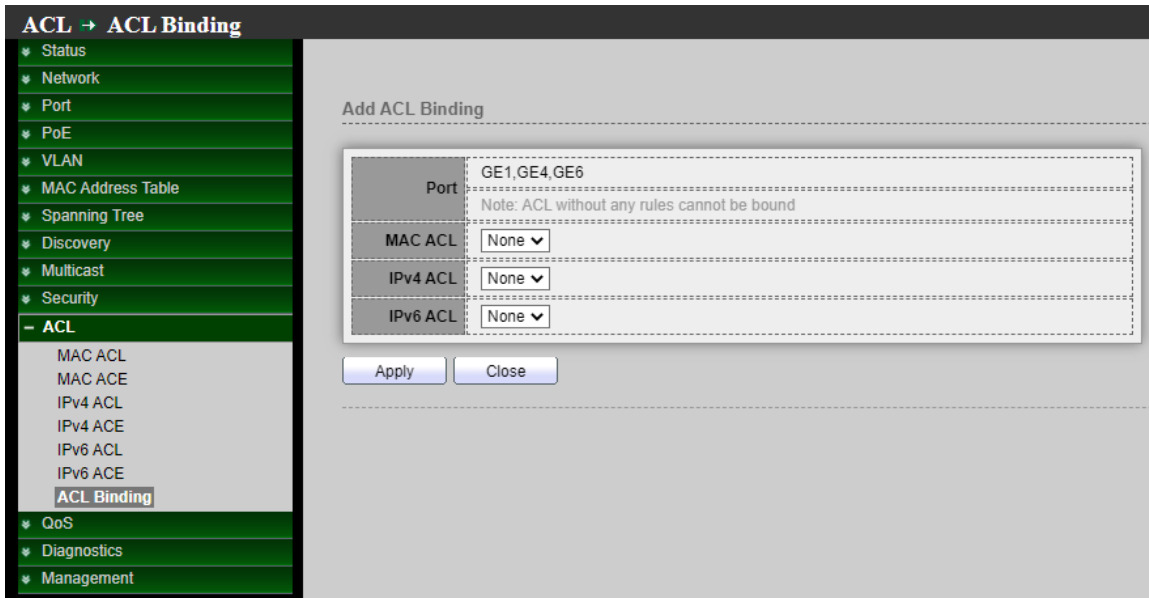 ACL → ACL Binding
Status
Network
Port
PoE
VLAN
MAC Address Table
Spanning Tree
Discovery
Multicast
Security
ACL
MAC ACL
MAC ACE
IPv4 ACL
IPv4 ACE
IPv6 ACL
IPv6 ACE
ACL Binding
QoS
Diagnostics
Management
Add ACL Binding
Port GE1,GE4,GE6
Note: ACL without any rules cannot be bound
MAC ACL None
IPv4 ACL None
IPv6 ACL None
Apply Close